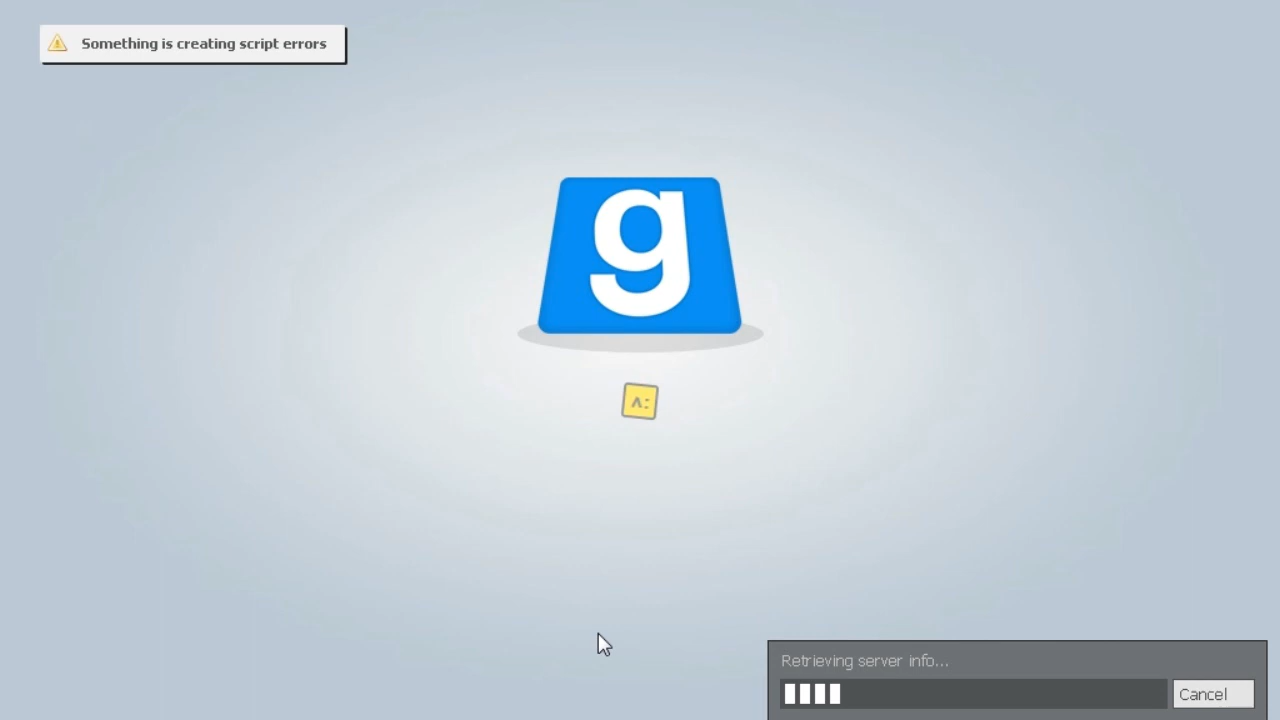 Something is creating script errors
g
^:
Retrieving server info...
Cancel